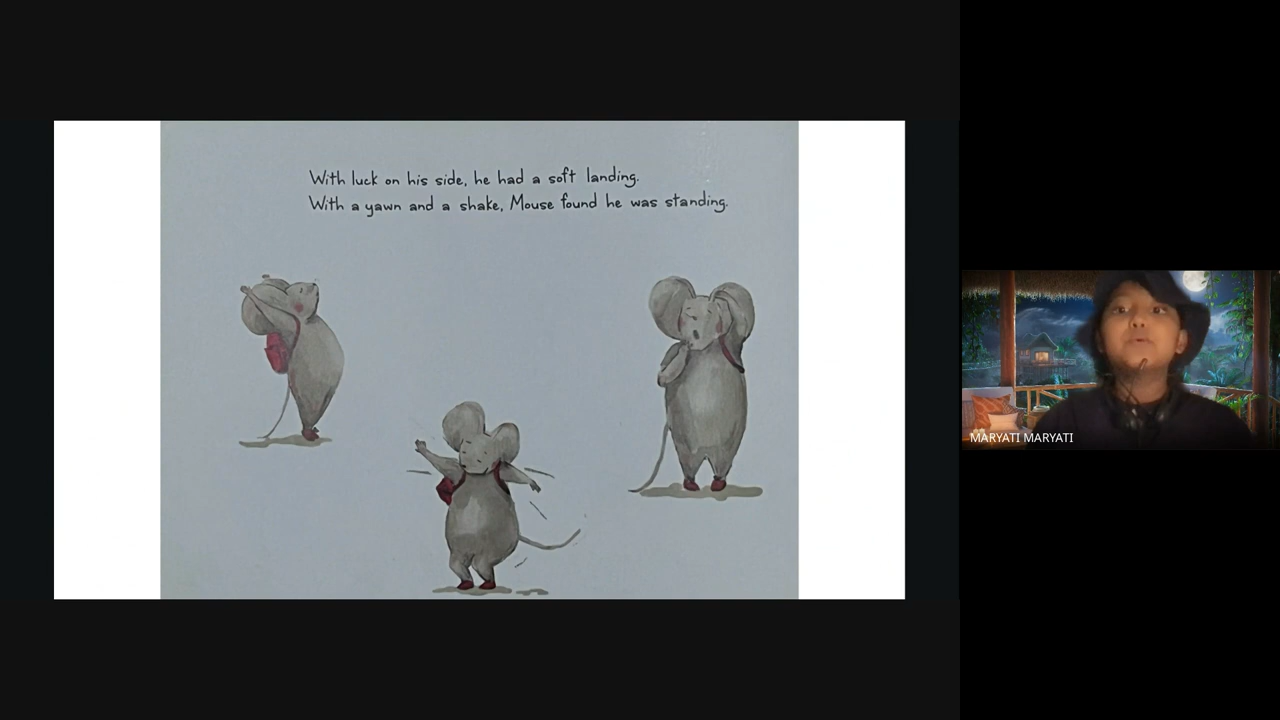 With luck on his side, he had a soft landing.
With a yawn and a shake, Mouse found he was standing.
MARYATI MARYATI